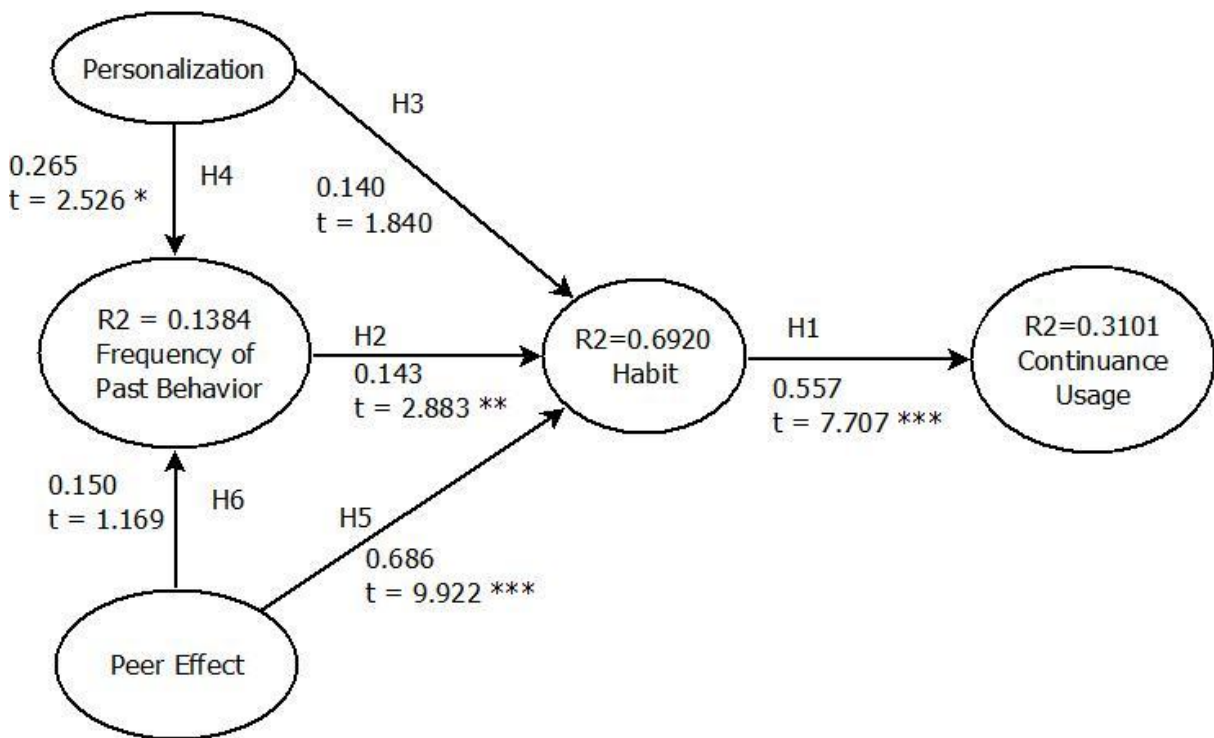 Personalization
H3
0.265
t = 2.526 *
H4
0.140
t = 1.840
R2 = 0.1384
Frequency of
Past Behavior
H2
0.143
t = 2.883 **
R2=0.6920
Habit
H1
0.557
t = 7.707 ***
R2=0.3101
Continuance
Usage
0.150
t = 1.169
H6
H5
0.686
t = 9.922 ***
Peer Effect